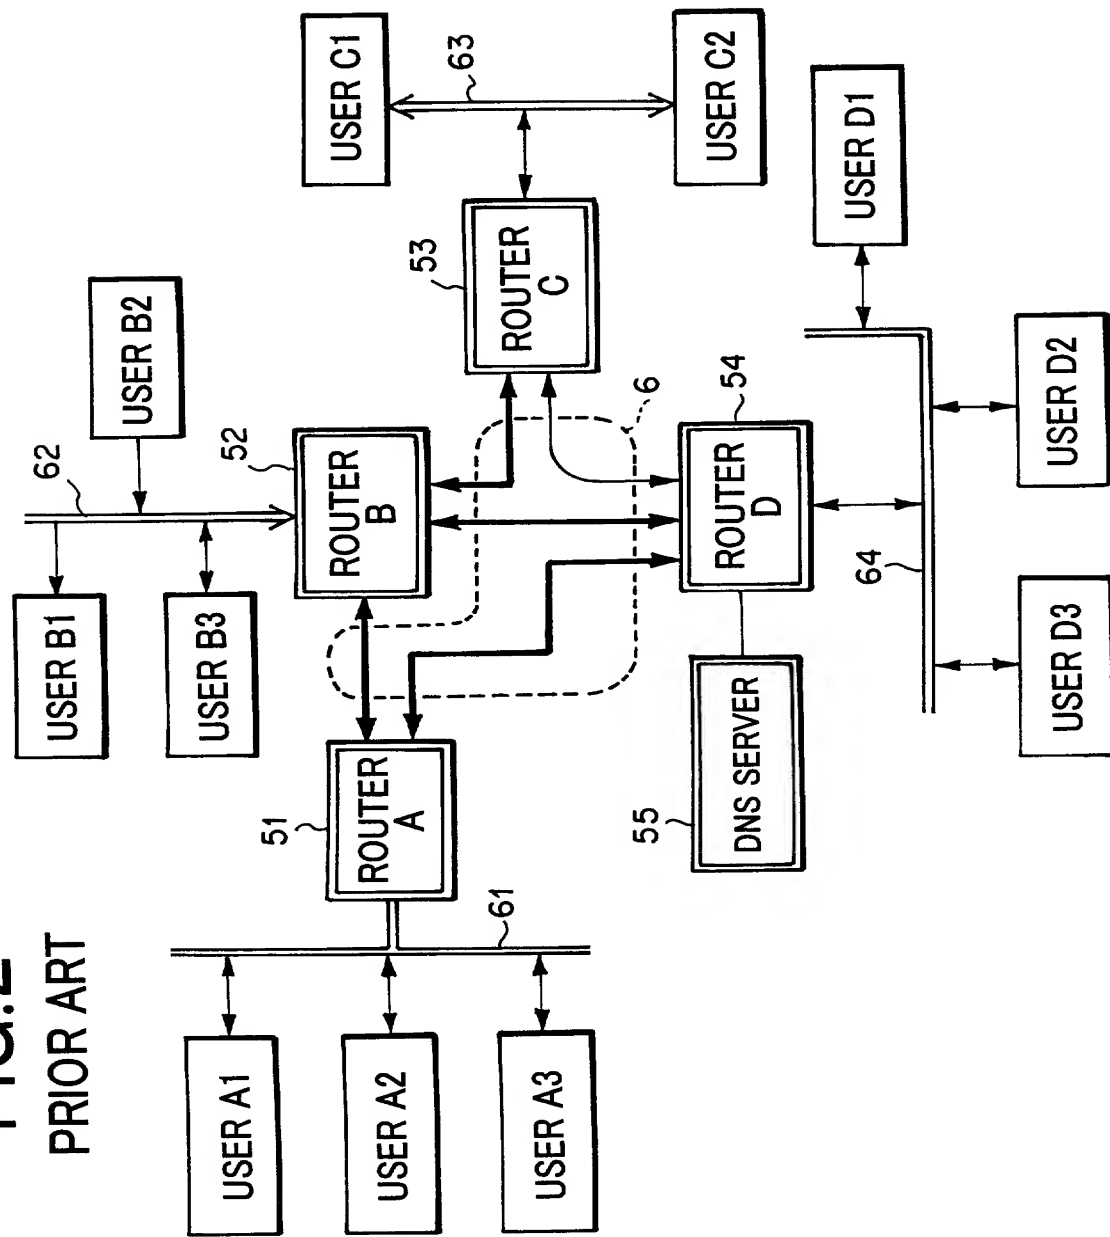 FIG.2
PRIOR ART
USER A1
USER A2
USER A3
61
51
ROUTER
A
USER B1
USER B2
USER B3
62
52
ROUTER
B
6
53
ROUTER
C
63
USER C1
USER C2
54
ROUTER
D
55
DNS SERVER
64
USER D1
USER D2
USER D3